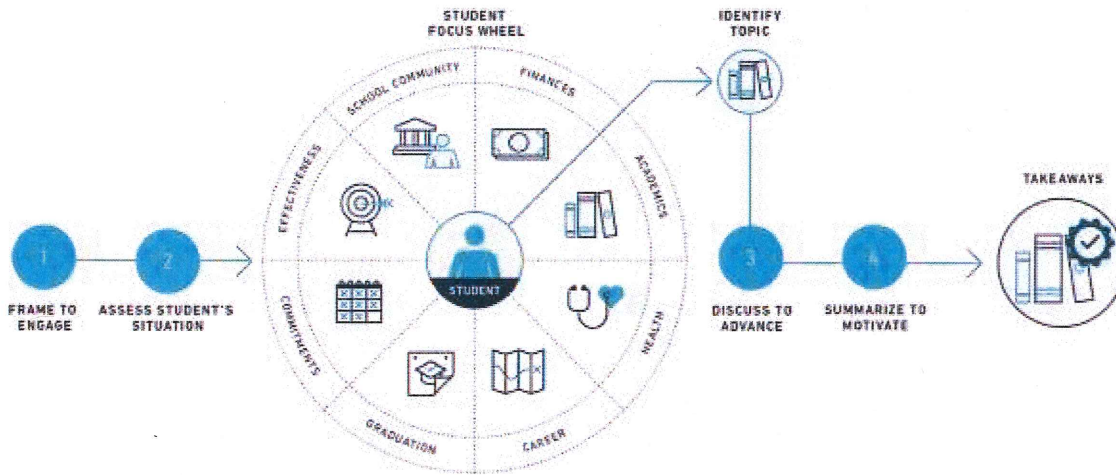 STUDENT
FOCUS WHEEL
IDENTIFY
TOPIC
SCHOOL COMMUNITY
FINANCES
EFFECTIVENESS
ACADEMICS
TAKEAWAYS
1
2
3
4
STUDENT
FRAME TO
ENGAGE
ASSESS STUDENT'S
SITUATION
DISCUSS TO
ADVANCE
SUMMARIZE TO
MOTIVATE
COMMITMENTS
HEALTH
GRADUATION
CAREER